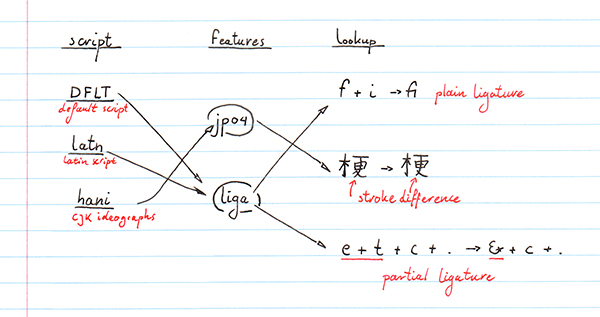 script features lookup
DFLT
default script
f + i → ﬁ plain ligature
jp04
latn
latin script
梗 → 梗
stroke difference
hani
CJK ideographs
liga
e + t + c + . → & + c + .
partial ligature